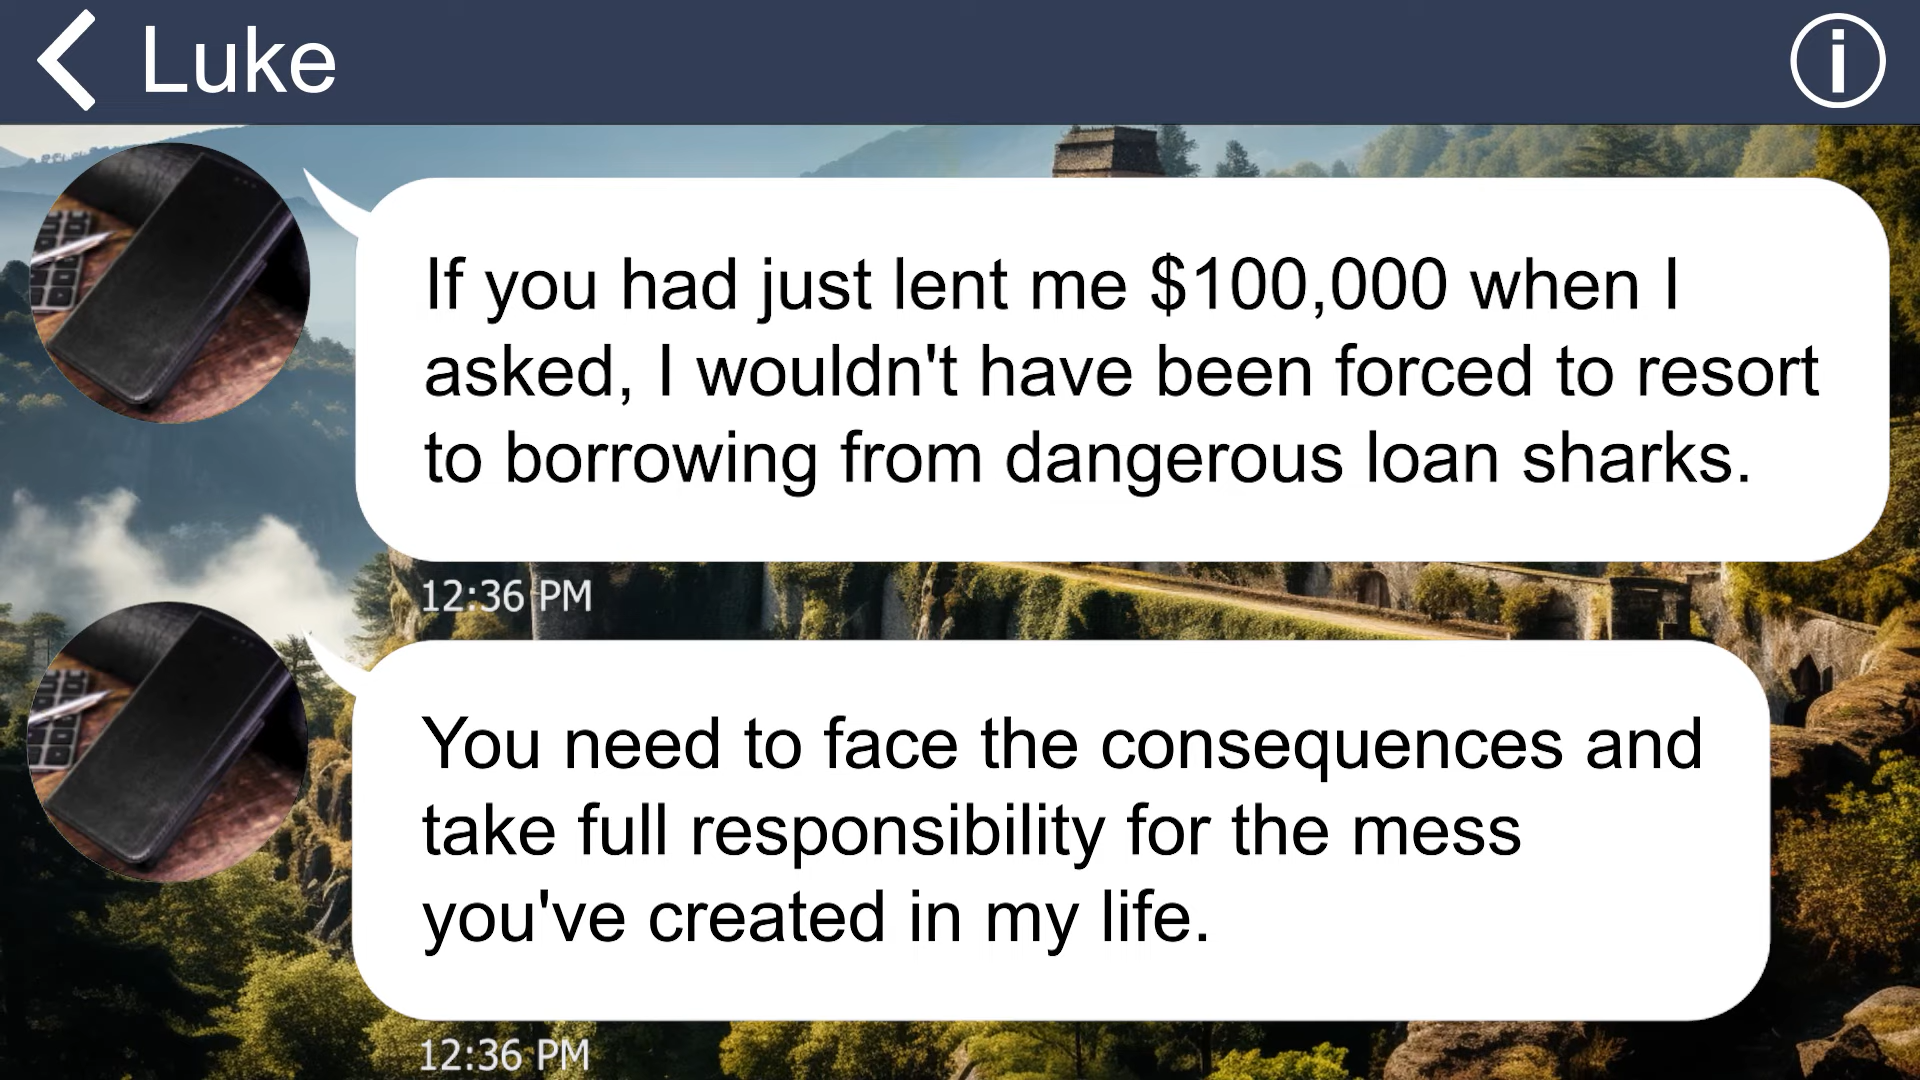 Luke
If you had just lent me $100,000 when I
asked, I wouldn't have been forced to resort
to borrowing from dangerous loan sharks.
12:36 PM
You need to face the consequences and
take full responsibility for the mess
you've created in my life.
12:36 PM